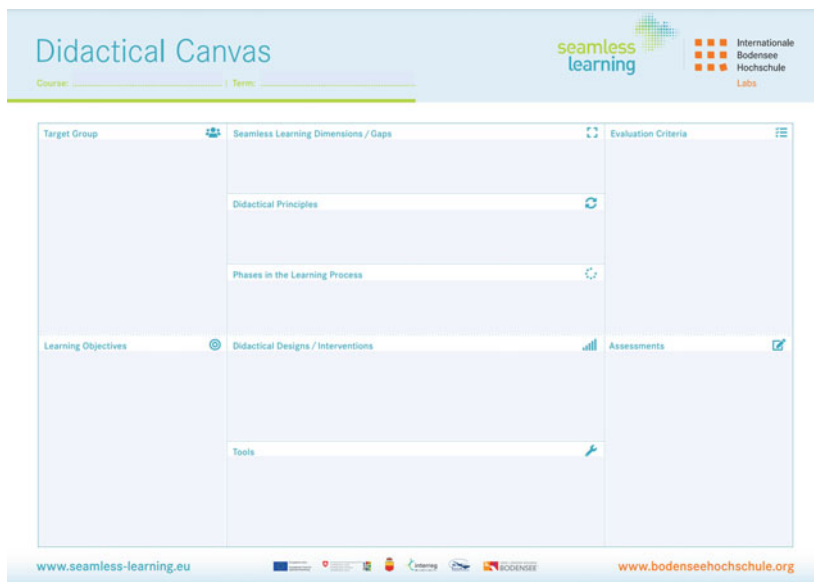 Didactical Canvas
Course:
Term:
seamless
learning
Internationale
Bodensee
Hochschule
Labs
Target Group
Seamless Learning Dimensions / Gaps
Evaluation Criteria
Didactical Principles
Phases in the Learning Process
Learning Objectives
Didactical Designs / Interventions
Assessments
Tools
www.seamless-learning.eu
Interreg
BODENSEE
www.bodenseehochschule.org